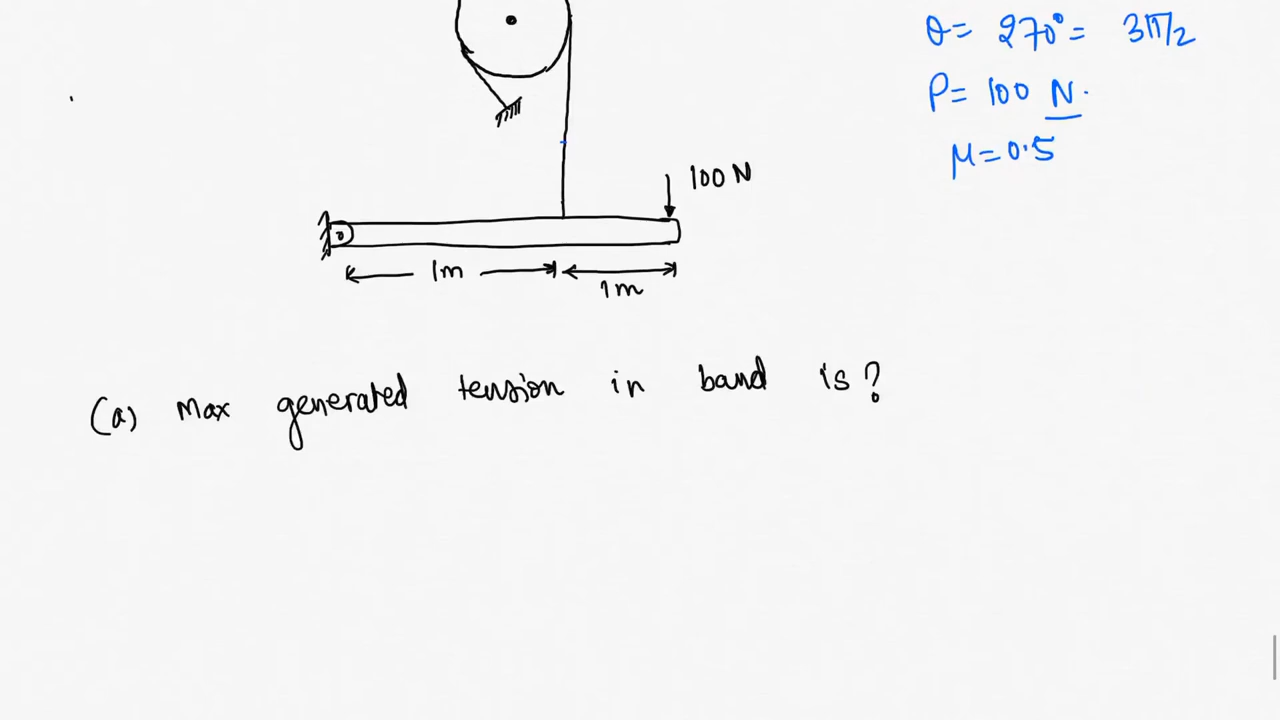 θ = 270° = 3π/2
P = 100 N.
μ = 0.5
100 N
1m
1m
(a) Max generated tension in band is?